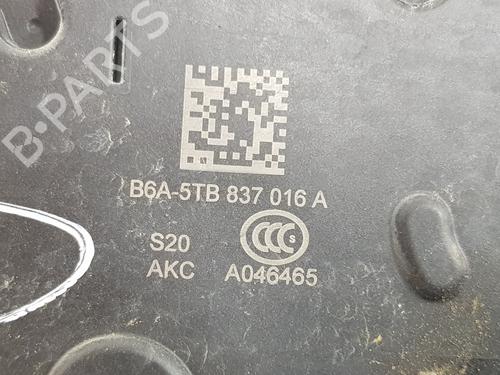 B-PARTS
B6A-5TB 837 016 A
S20
CCC S
AKC
A046465